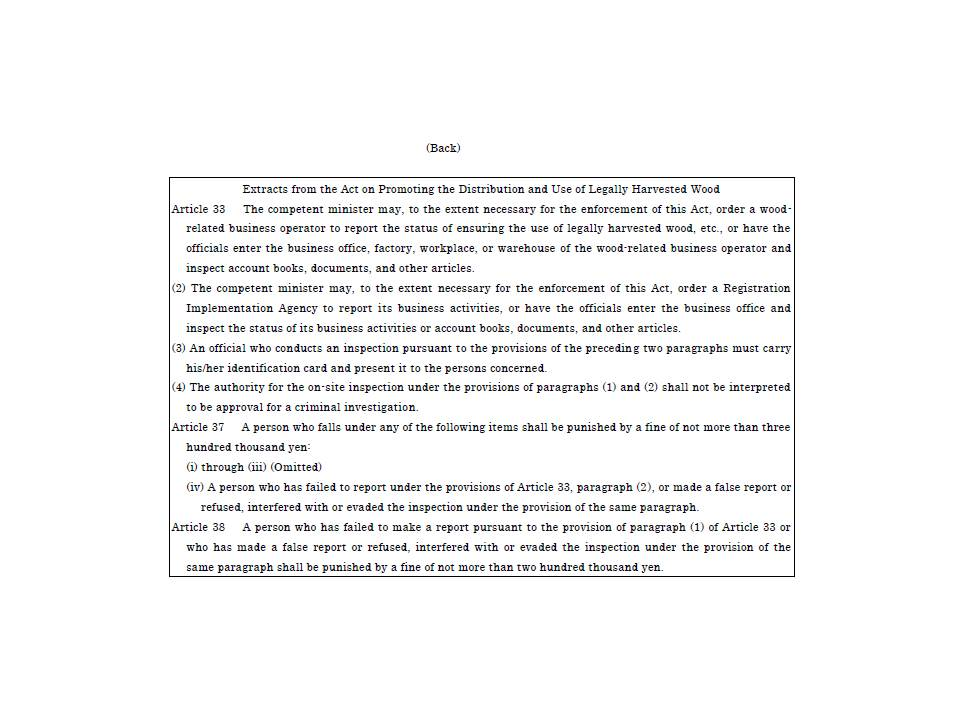 (Back)
Extracts from the Act on Promoting the Distribution and Use of Legally Harvested Wood
Article 33 The competent minister may, to the extent necessary for the enforcement of this Act, order a wood-
related business operator to report the status of ensuring the use of legally harvested wood, etc., or have the
officials enter the business office, factory, workplace, or warehouse of the wood-related business operator and
inspect account books, documents, and other articles.
(2) The competent minister may, to the extent necessary for the enforcement of this Act, order a Registration
Implementation Agency to report its business activities, or have the officials enter the business office and
inspect the status of its business activities or account books, documents, and other articles.
(3) An official who conducts an inspection pursuant to the provisions of the preceding two paragraphs must carry
his/her identification card and present it to the persons concerned.
(4) The authority for the on-site inspection under the provisions of paragraphs (1) and (2) shall not be interpreted
to be approval for a criminal investigation.
Article 37 A person who falls under any of the following items shall be punished by a fine of not more than three
hundred thousand yen:
(i) through (iii) (Omitted)
(iv) A person who has failed to report under the provisions of Article 33, paragraph (2), or made a false report or
refused, interfered with or evaded the inspection under the provision of the same paragraph.
Article 38 A person who has failed to make a report pursuant to the provision of paragraph (1) of Article 33 or
who has made a false report or refused, interfered with or evaded the inspection under the provision of the
same paragraph shall be punished by a fine of not more than two hundred thousand yen.